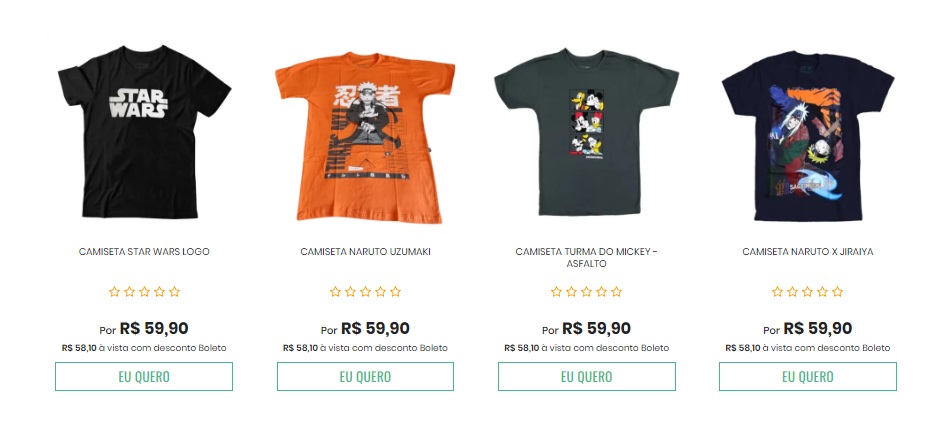 STAR
WARS
忍者
CAMISETA STAR WARS LOGO
CAMISETA NARUTO UZUMAKI
CAMISETA TURMA DO MICKEY -
ASFALTO
CAMISETA NARUTO X JIRAIYA
Por R$ 59,90
Por R$ 59,90
Por R$ 59,90
Por R$ 59,90
R$ 58,10 à vista com desconto Boleto
R$ 58,10 à vista com desconto Boleto
R$ 58,10 à vista com desconto Boleto
R$ 58,10 à vista com desconto Boleto
EU QUERO
EU QUERO
EU QUERO
EU QUERO